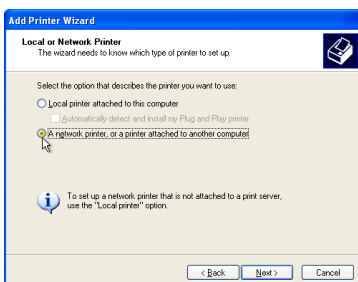 Add Printer Wizard
Local or Network Printer
The wizard needs to know which type of printer to set up.
Select the option that describes the printer you want to use:
Local printer attached to this computer
Automatically detect and install my Plug and Play printer
A network printer, or a printer attached to another computer
To set up a network printer that is not attached to a print server,
use the "Local printer" option.
< Back
Next >
Cancel